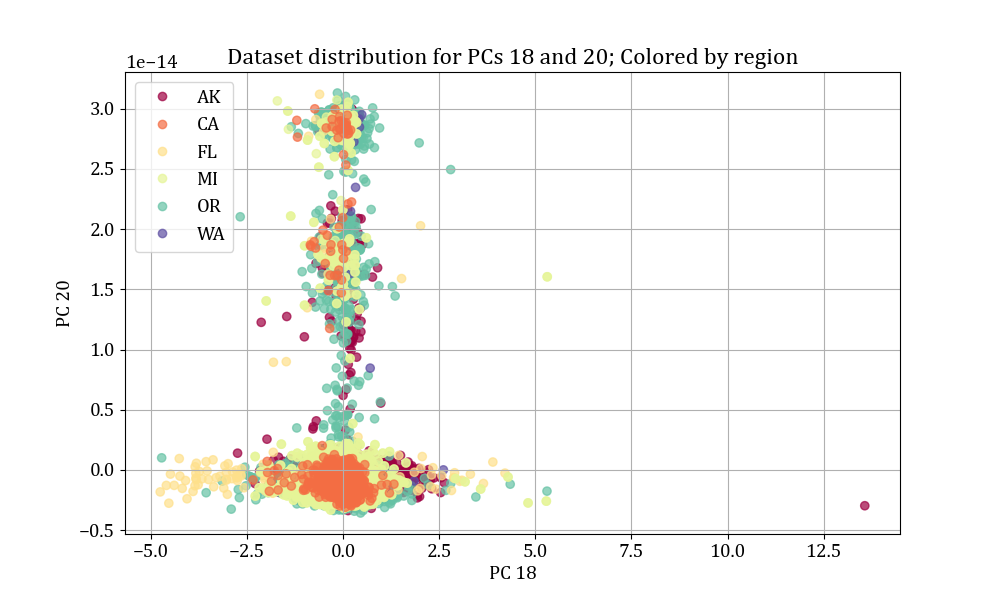 Dataset distribution for PCs 18 and 20; Colored by region
1e−14
AK
CA
FL
MI
OR
WA
3.0
2.5
2.0
1.5
1.0
0.5
0.0
−0.5
PC 20
−5.0 −2.5 0.0 2.5 5.0 7.5 10.0 12.5
PC 18